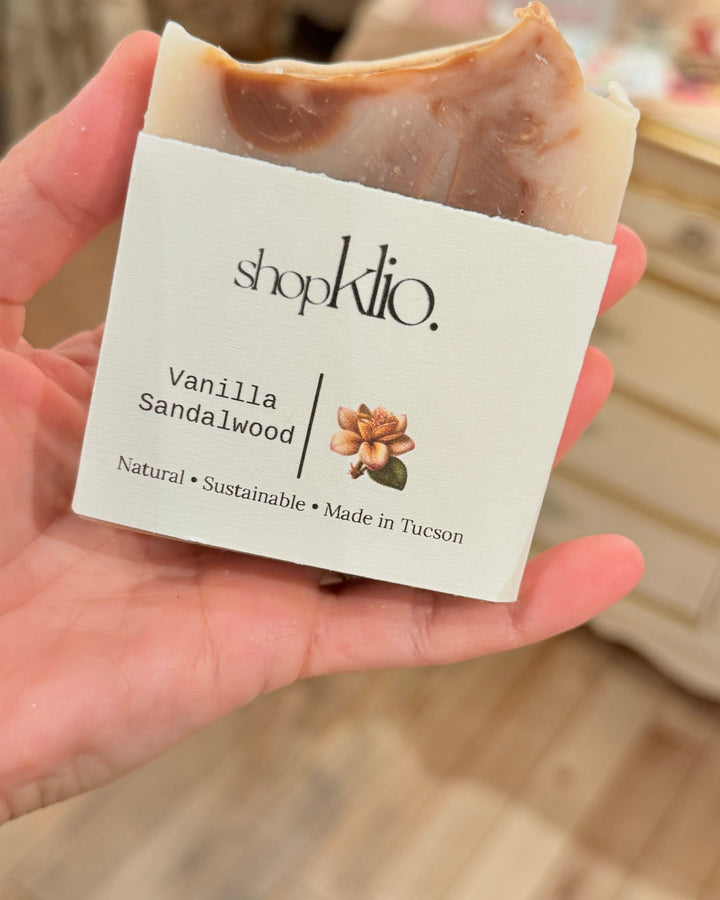 shopklio.
Vanilla
Sandalwood
Natural • Sustainable • Made in Tucson